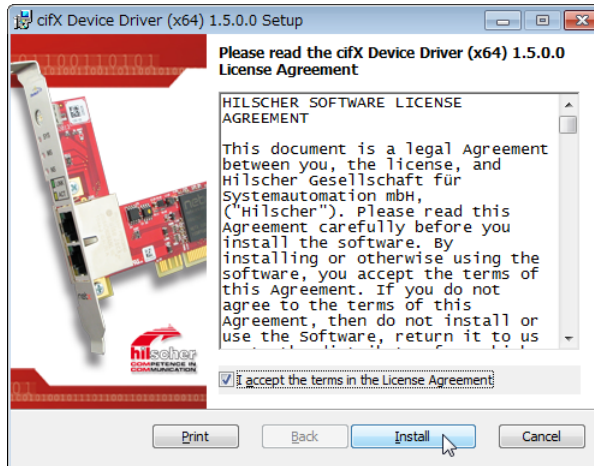 cifX Device Driver (x64) 1.5.0.0 Setup
Please read the cifX Device Driver (x64) 1.5.0.0
License Agreement
HILSCHER SOFTWARE LICENSE
AGREEMENT
This document is a legal Agreement
between you, the license, and
Hilscher Gesellschaft für
Systemautomation mbH,
("Hilscher"). Please read this
Agreement carefully before you
install the software. By
installing or otherwise using the
software, you accept the terms of
this Agreement. If you do not
agree to the terms of this
Agreement, then do not install or
use the Software, return it to us
hilscher
COMPETENCE IN
COMMUNICATION
I accept the terms in the License Agreement
Print
Back
Install
Cancel